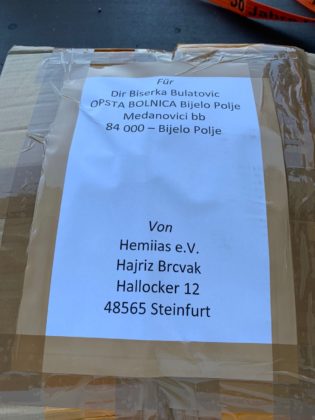 Für
Dir Biserka Bulatovic
OPSTA BOLNICA Bijelo Polje
Medanovici bb
84 000 – Bijelo Polje
Von
Hemiias e.V.
Hajriz Brcvak
Hallocker 12
48565 Steinfurt